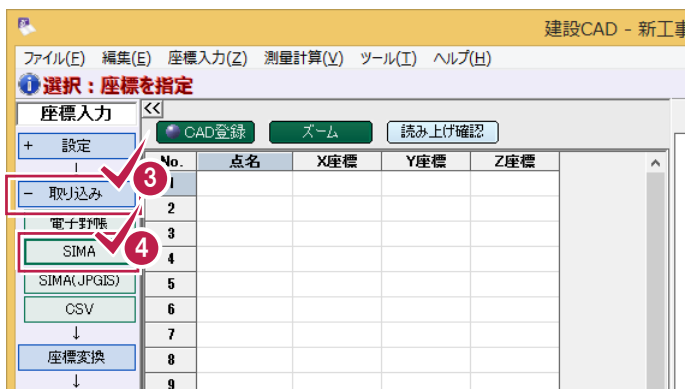 建設CAD - 新工事
ファイル(F) 編集(E) 座標入力(Z) 測量計算(V) ツール(T) ヘルプ(H)
選択：座標を指定
座標入力 <<
CAD登録 ズーム 読み上げ確認
+ 設定
No. 点名 X座標 Y座標 Z座標
3
1
- 取り込み
2
電子野帳
3
4
SIMA
4
SIMA(JPGIS)
5
CSV
6
↓
7
座標変換
8
↓
9